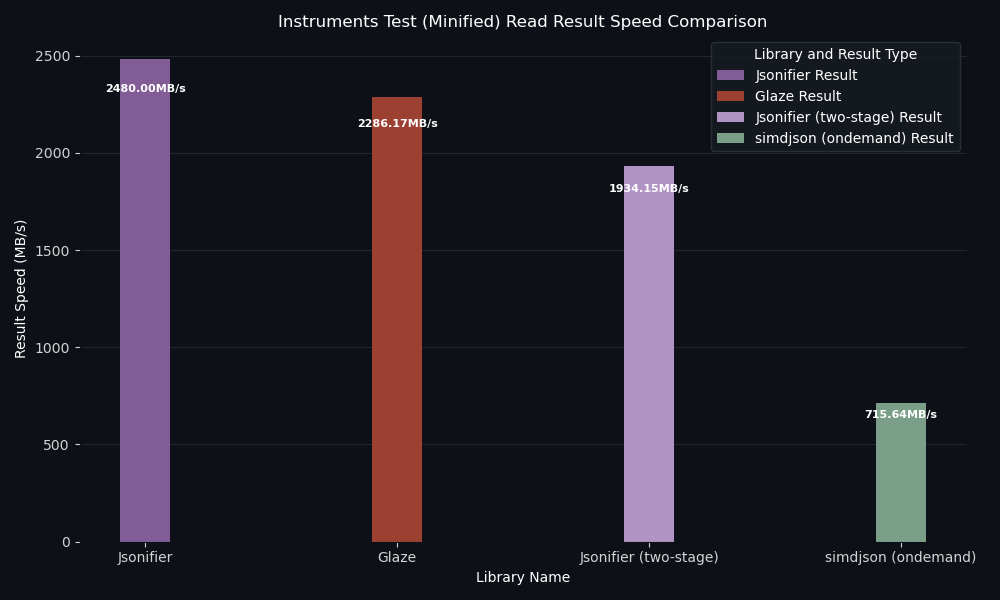 Instruments Test (Minified) Read Result Speed Comparison
Library and Result Type
Jsonifier Result
Glaze Result
Jsonifier (two-stage) Result
simdjson (ondemand) Result
Result Speed (MB/s)
2500
2000
1500
1000
500
0
2480.00MB/s
2286.17MB/s
1934.15MB/s
715.64MB/s
Jsonifier
Glaze
Jsonifier (two-stage)
simdjson (ondemand)
Library Name